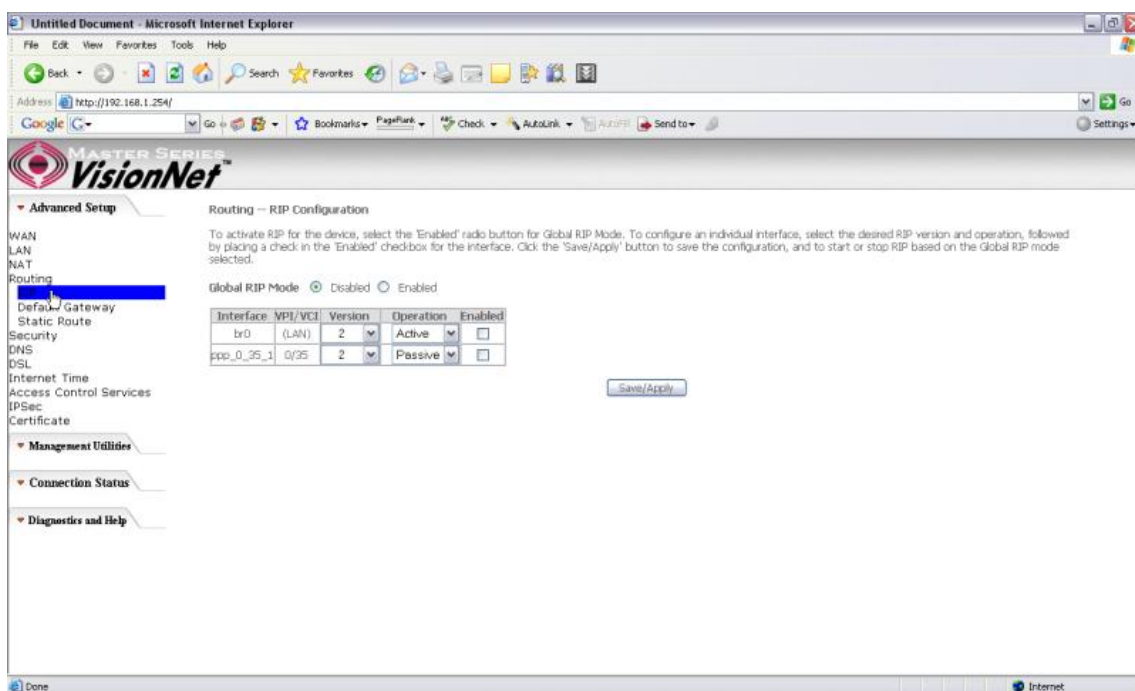 Untitled Document - Microsoft Internet Explorer
File Edit View Favorites Tools Help
Back Search Favorites
Address http://192.168.1.254/ Go
Google G Go Bookmarks PageRank Check AutoLink AutoFill Send to Settings
MASTER SERIES
VisionNet™
Advanced Setup
WAN
LAN
NAT
Routing
Default Gateway
Static Route
Security
DNS
DSL
Internet Time
Access Control Services
IPSec
Certificate
Management Utilities
Connection Status
Diagnostics and Help
Routing -- RIP Configuration
To activate RIP for the device, select the 'Enabled' radio button for Global RIP Mode. To configure an individual interface, select the desired RIP version and operation, followed
by placing a check in the 'Enabled' checkbox for the interface. Click the 'Save/Apply' button to save the configuration, and to start or stop RIP based on the Global RIP mode
selected.
Global RIP Mode Disabled Enabled
Interface VPI/VCI Version Operation Enabled
br0 (LAN) 2 Active
ppp_0_35_1 0/35 2 Passive
Save/Apply
Done Internet